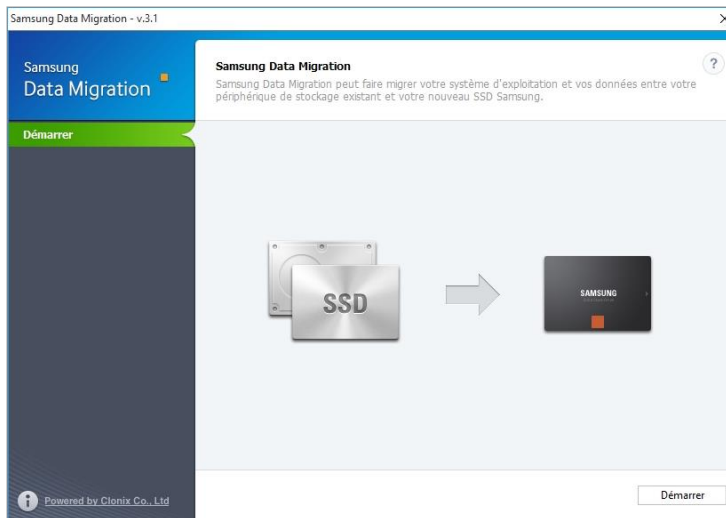 Samsung Data Migration - v.3.1
Samsung
Data Migration
Samsung Data Migration
Samsung Data Migration peut faire migrer votre système d'exploitation et vos données entre votre
périphérique de stockage existant et votre nouveau SSD Samsung.
?
Démarrer
SSD
SAMSUNG
Powered by Clonix Co., Ltd
Démarrer